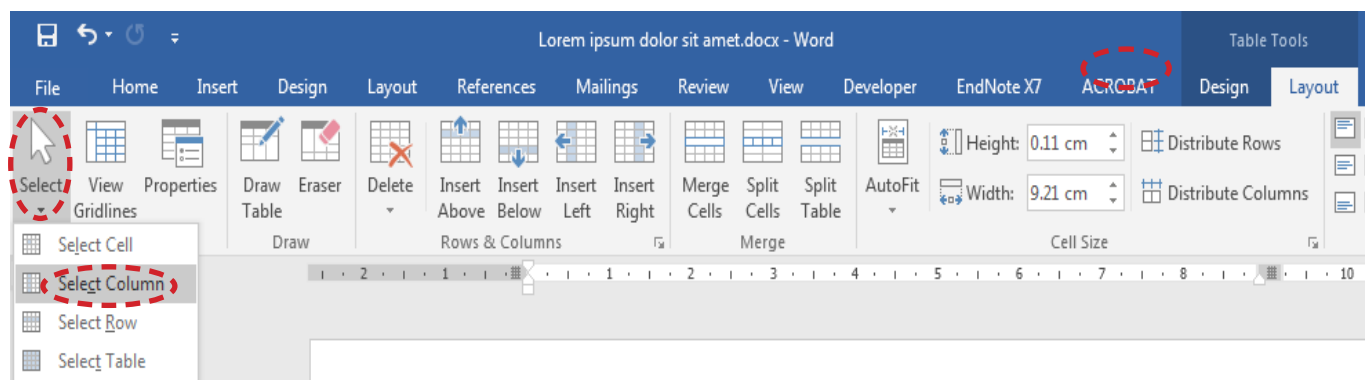 Lorem ipsum dolor sit amet.docx - Word Table Tools
File Home Insert Design Layout References Mailings Review View Developer EndNote X7 ACROBAT Design Layout
Height: 0.11 cm Distribute Rows
Select View Properties Draw Eraser Delete Insert Insert Insert Insert Merge Split Split AutoFit Width: 9.21 cm Distribute Columns
Gridlines Table Above Below Left Right Cells Cells Table
Select Cell Draw Rows & Columns Merge Cell Size
2 1 1 2 3 4 5 6 7 8 10
Select Column
Select Row
Select Table